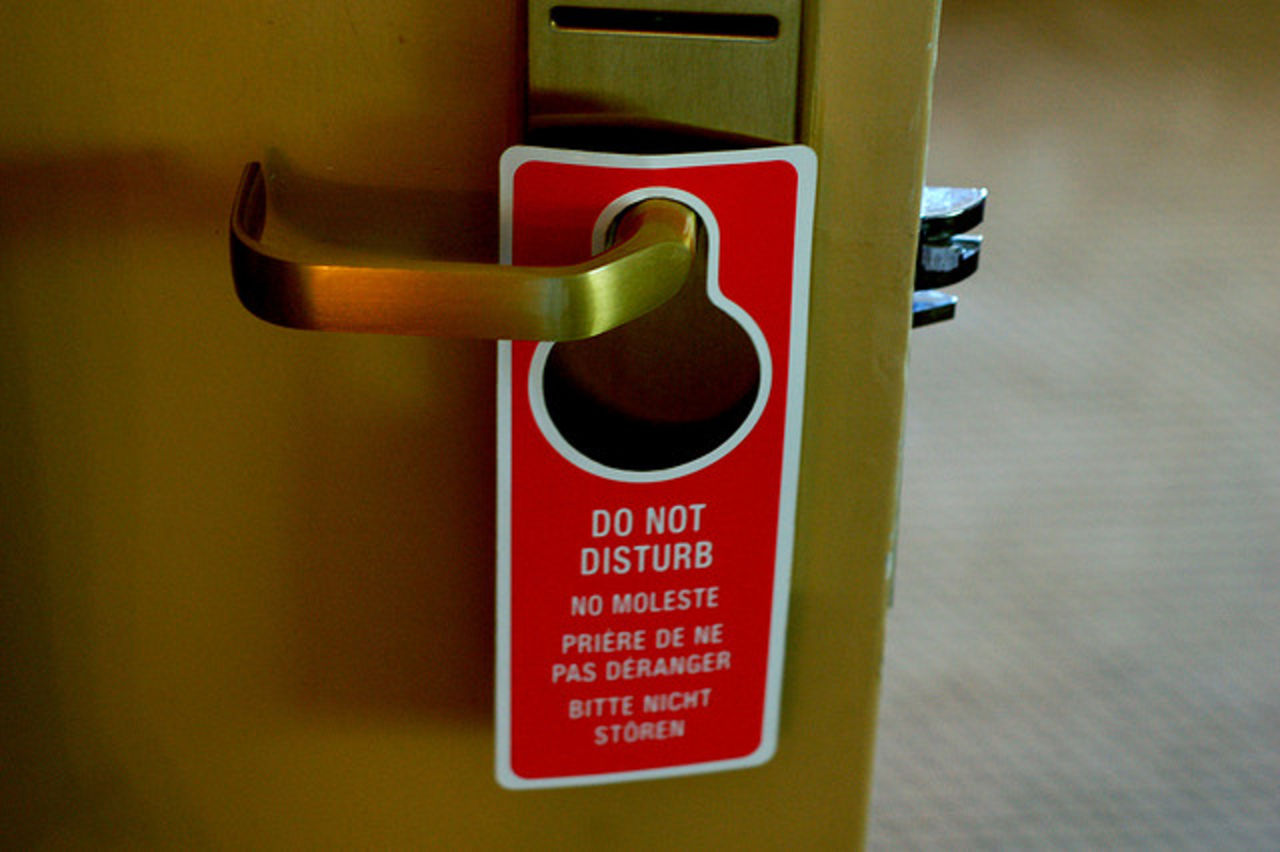 DO NOT
DISTURB
NO MOLESTE
PRIÈRE DE NE
PAS DÉRANGER
BITTE NICHT
STÖREN